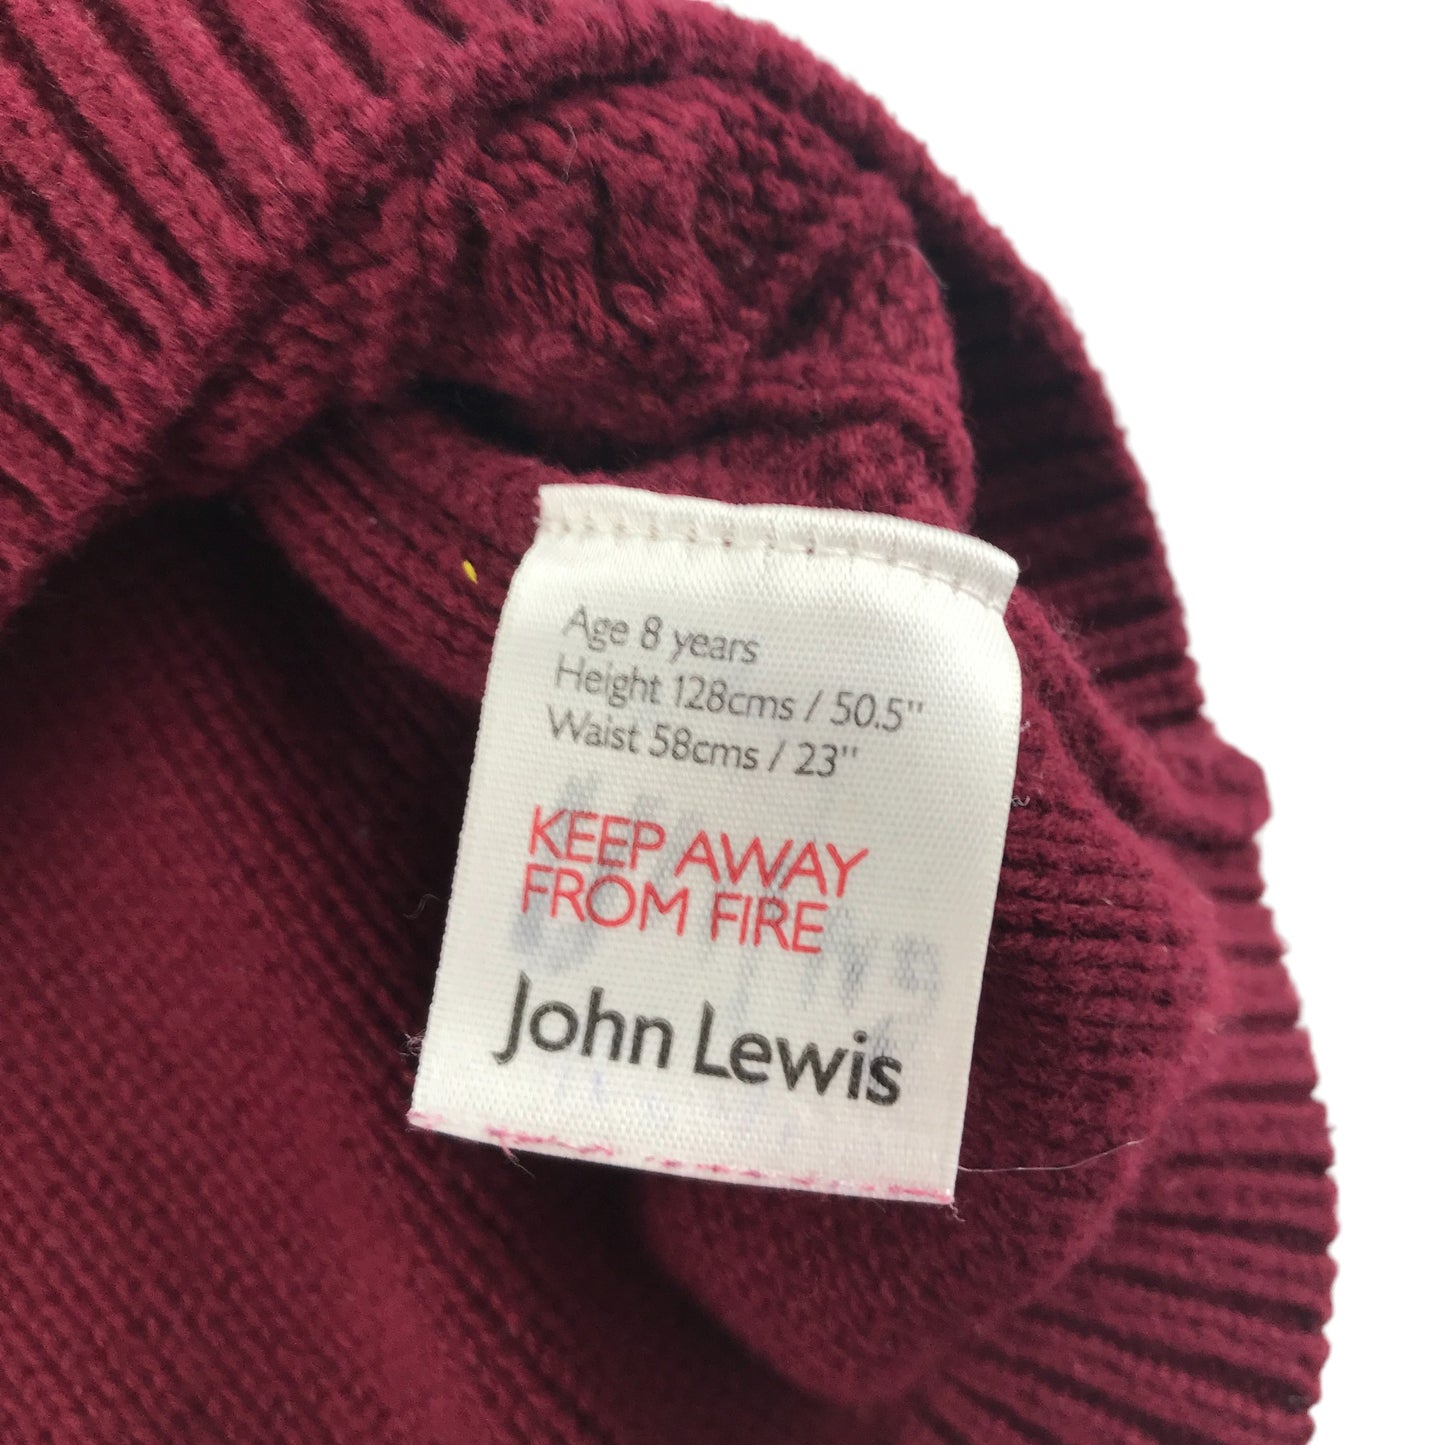 Age 8 years
Height 128cms / 50.5"
Waist 58cms / 23"
KEEP AWAY
FROM FIRE
John Lewis